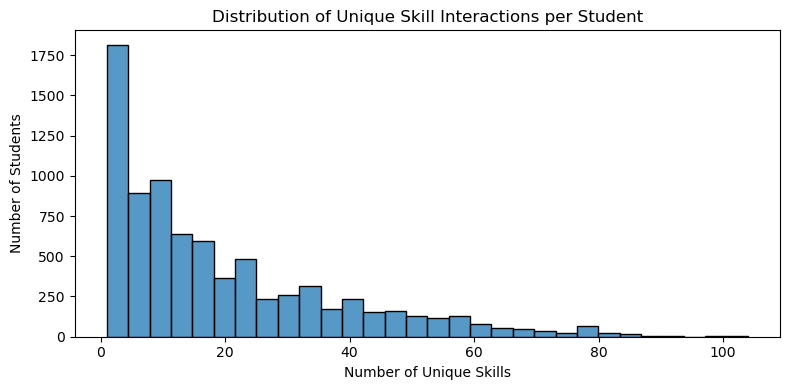 Distribution of Unique Skill Interactions per Student
Number of Students
1750
1500
1250
1000
750
500
250
0
0 20 40 60 80 100
Number of Unique Skills